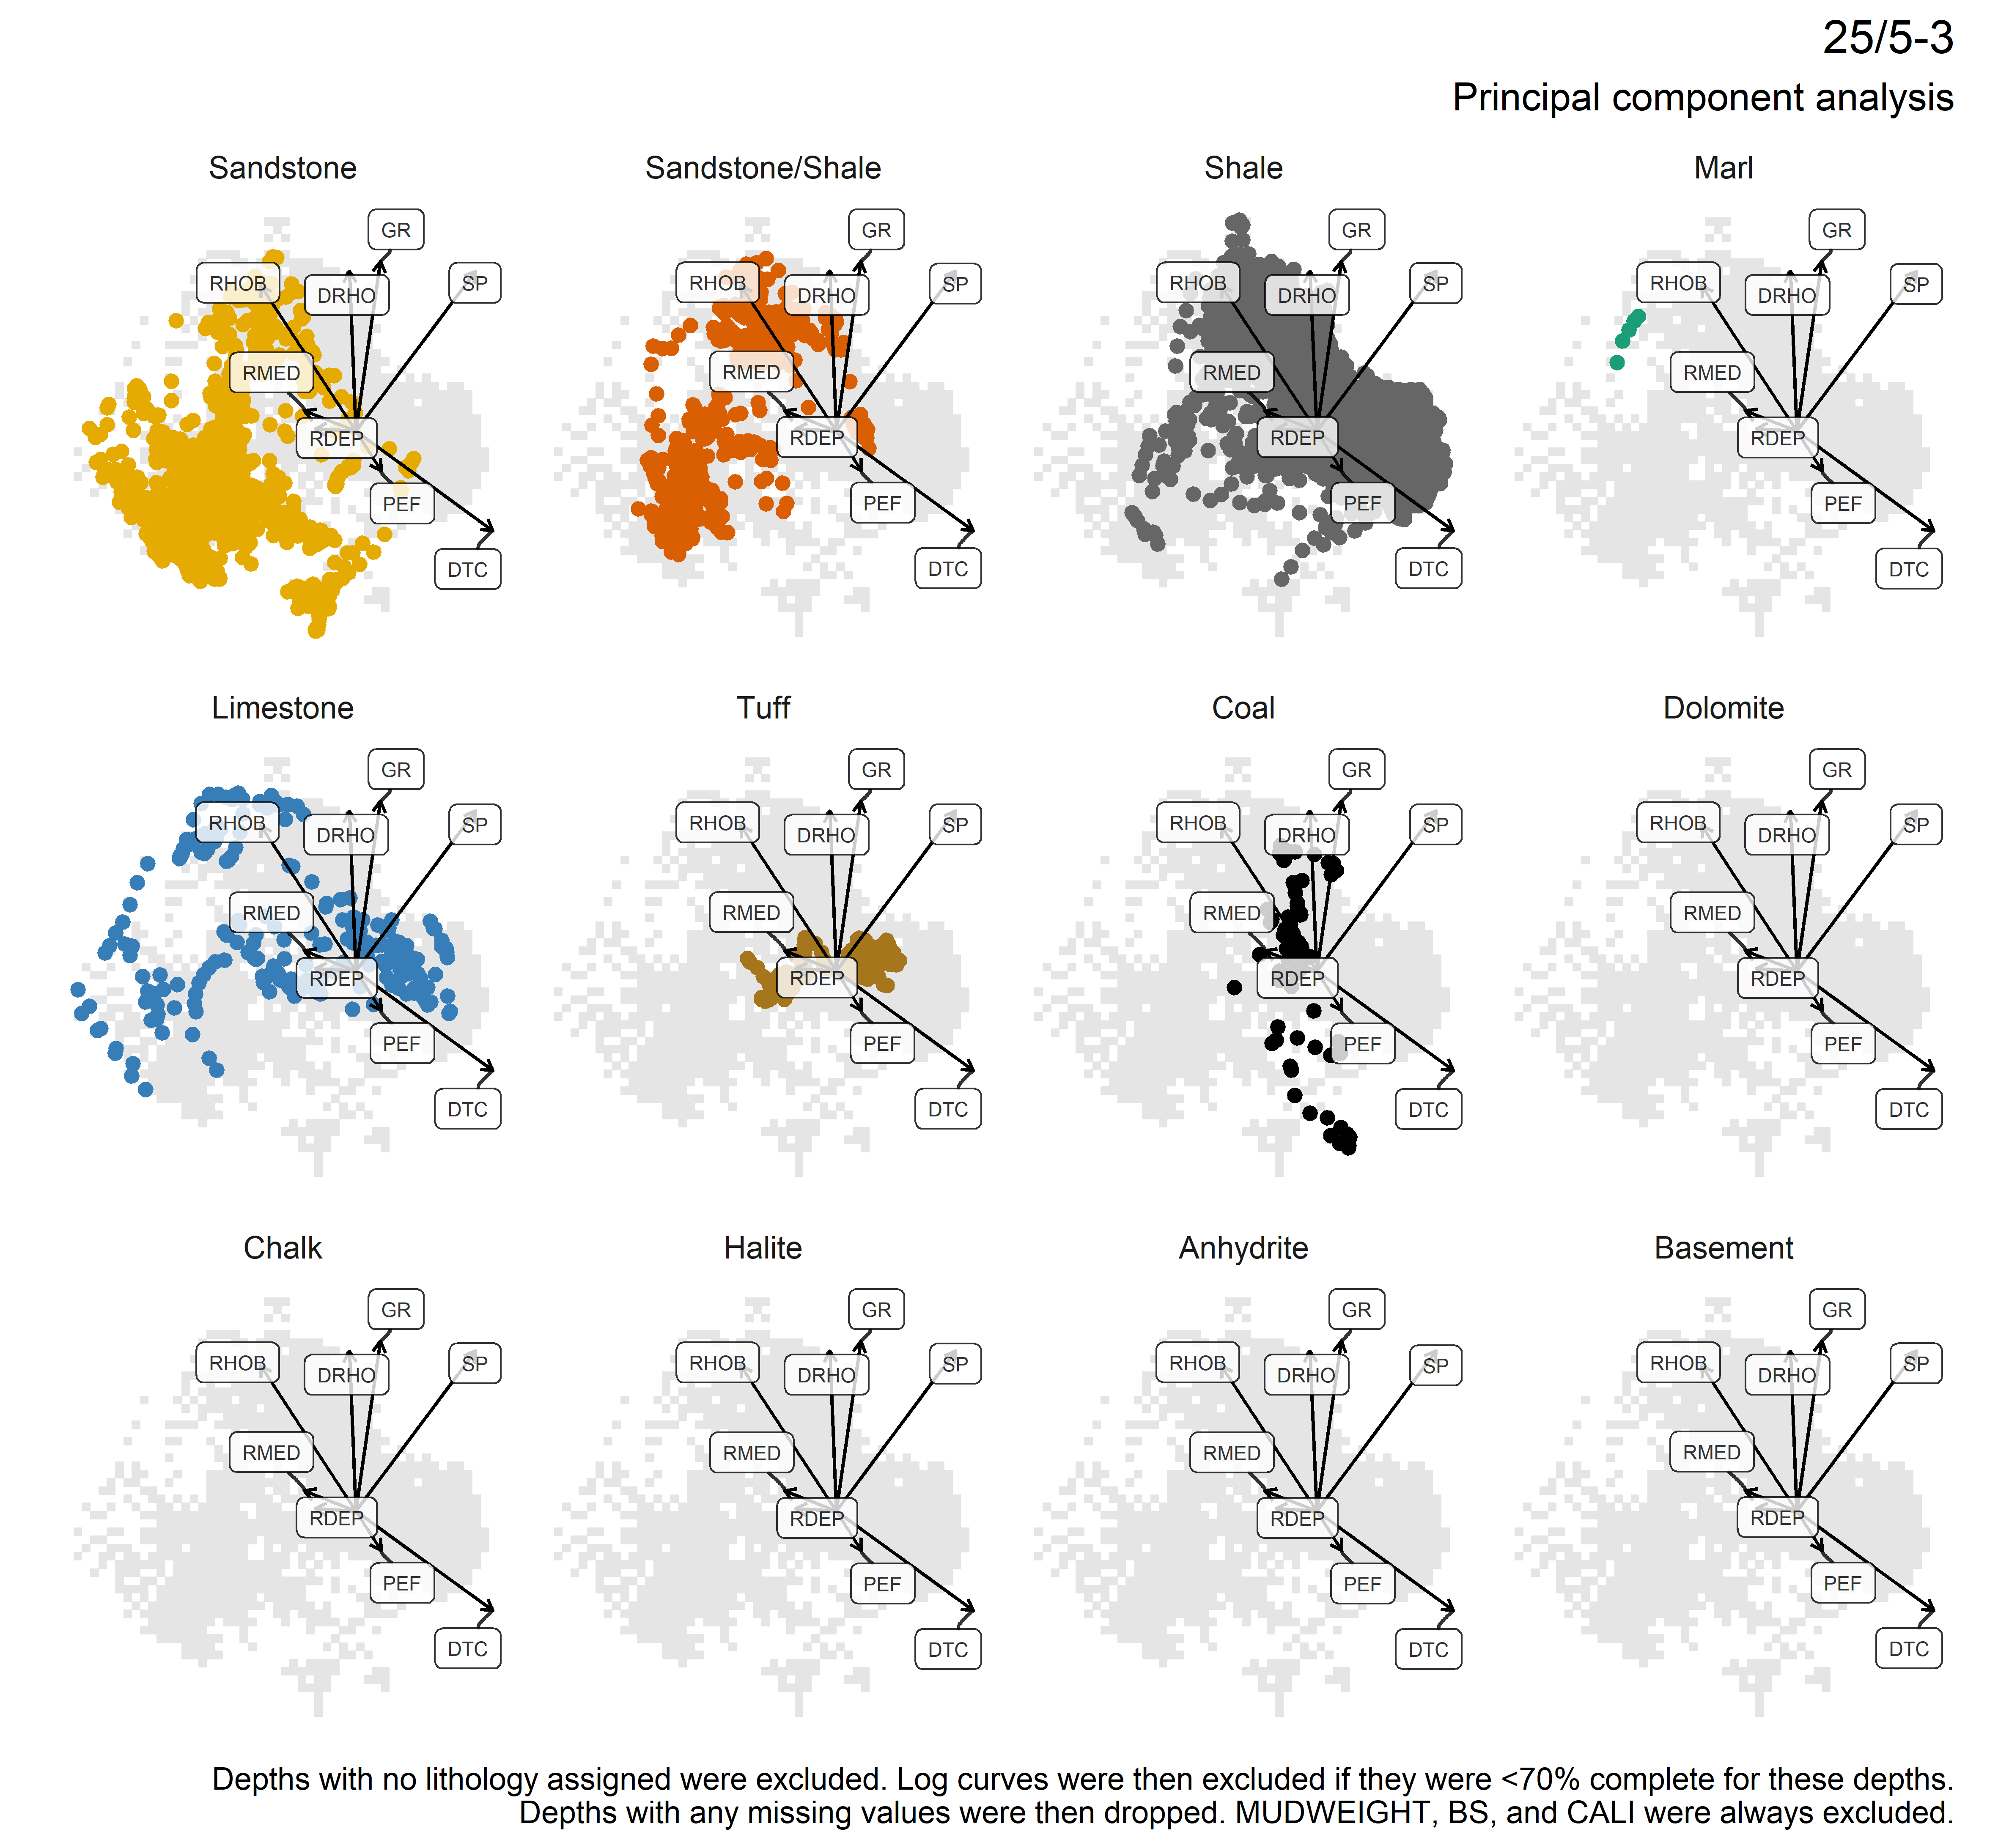 25/5-3
Principal component analysis
Sandstone
Sandstone/Shale
Shale
Marl
GR
RHOB
DRHO
SP
RMED
RDEP
PEF
DTC
GR
RHOB
DRHO
SP
RMED
RDEP
PEF
DTC
GR
RHOB
DRHO
SP
RMED
RDEP
PEF
DTC
GR
RHOB
DRHO
SP
RMED
RDEP
PEF
DTC
Limestone
Tuff
Coal
Dolomite
GR
RHOB
DRHO
SP
RMED
RDEP
PEF
DTC
GR
RHOB
DRHO
SP
RMED
RDEP
PEF
DTC
GR
RHOB
DRHO
SP
RMED
RDEP
PEF
DTC
GR
RHOB
DRHO
SP
RMED
RDEP
PEF
DTC
Chalk
Halite
Anhydrite
Basement
GR
RHOB
DRHO
SP
RMED
RDEP
PEF
DTC
GR
RHOB
DRHO
SP
RMED
RDEP
PEF
DTC
GR
RHOB
DRHO
SP
RMED
RDEP
PEF
DTC
GR
RHOB
DRHO
SP
RMED
RDEP
PEF
DTC
Depths with no lithology assigned were excluded. Log curves were then excluded if they were <70% complete for these depths.
Depths with any missing values were then dropped. MUDWEIGHT, BS, and CALI were always excluded.